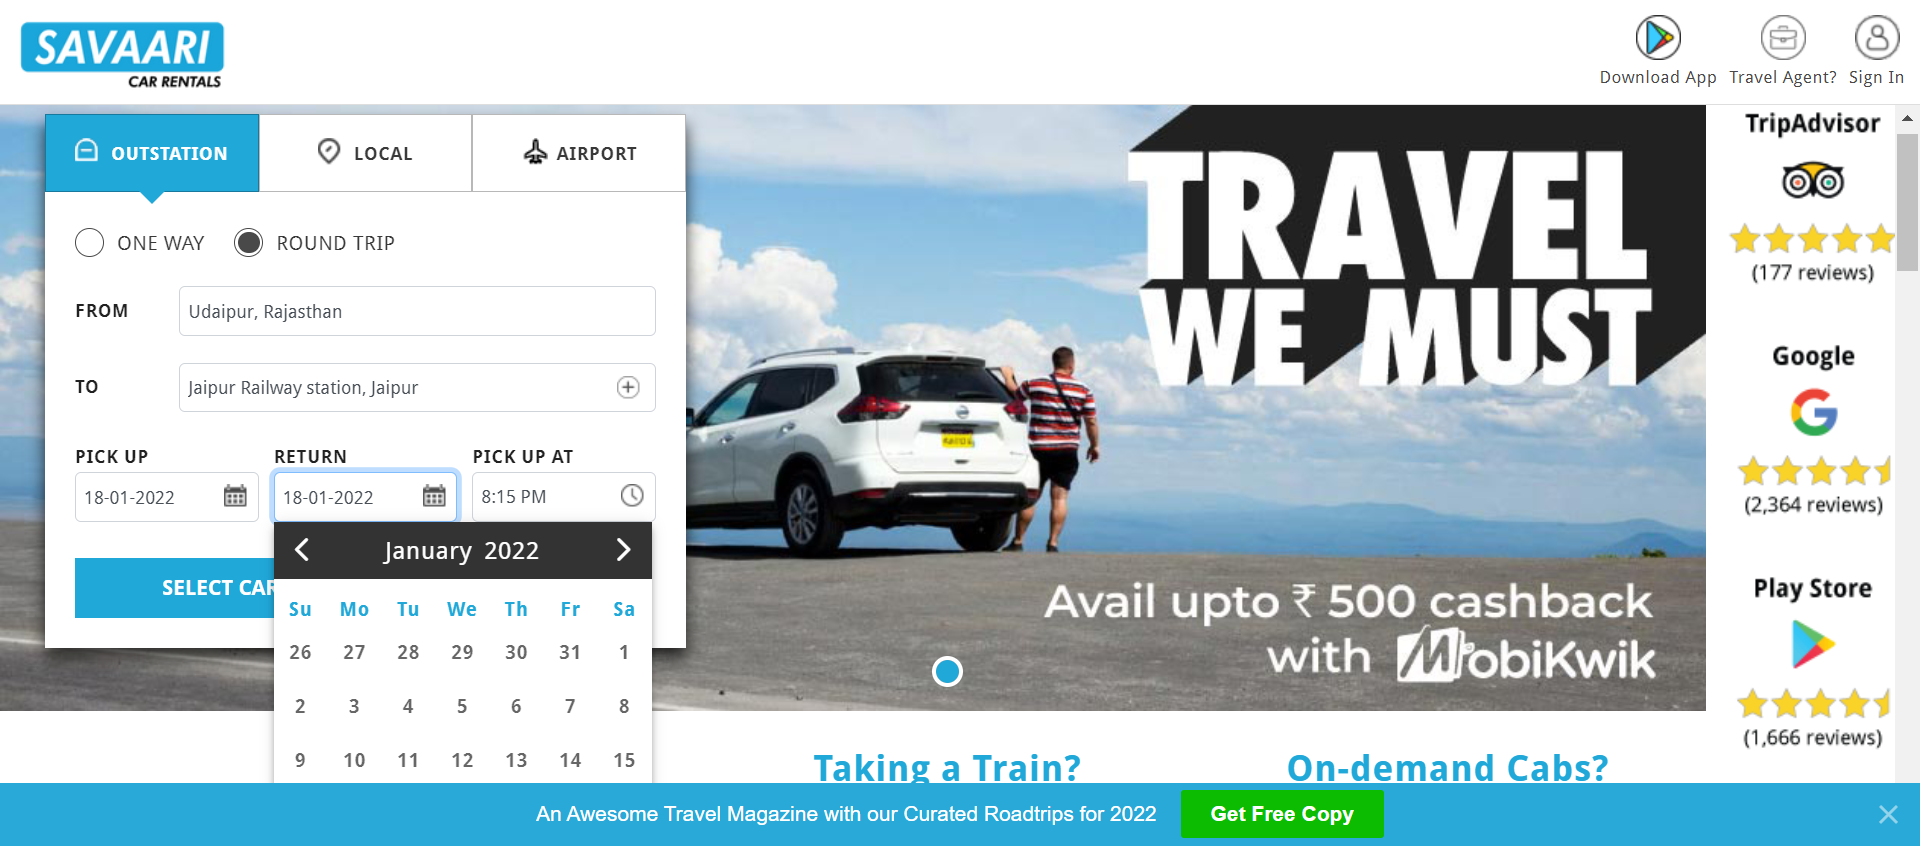 SAVAARI
CAR RENTALS
Download App
Travel Agent?
Sign In
OUTSTATION
LOCAL
AIRPORT
ONE WAY
ROUND TRIP
FROM
Udaipur, Rajasthan
TO
Jaipur Railway station, Jaipur
PICK UP
RETURN
PICK UP AT
18-01-2022
18-01-2022
8:15 PM
SELECT CAR
January 2022
Su Mo Tu We Th Fr Sa
26 27 28 29 30 31 1
2 3 4 5 6 7 8
9 10 11 12 13 14 15
TRAVEL
WE MUST
Avail upto ₹ 500 cashback
with MobiKwik
TripAdvisor
(177 reviews)
Google
(2,364 reviews)
Play Store
(1,666 reviews)
Taking a Train?
On-demand Cabs?
An Awesome Travel Magazine with our Curated Roadtrips for 2022
Get Free Copy